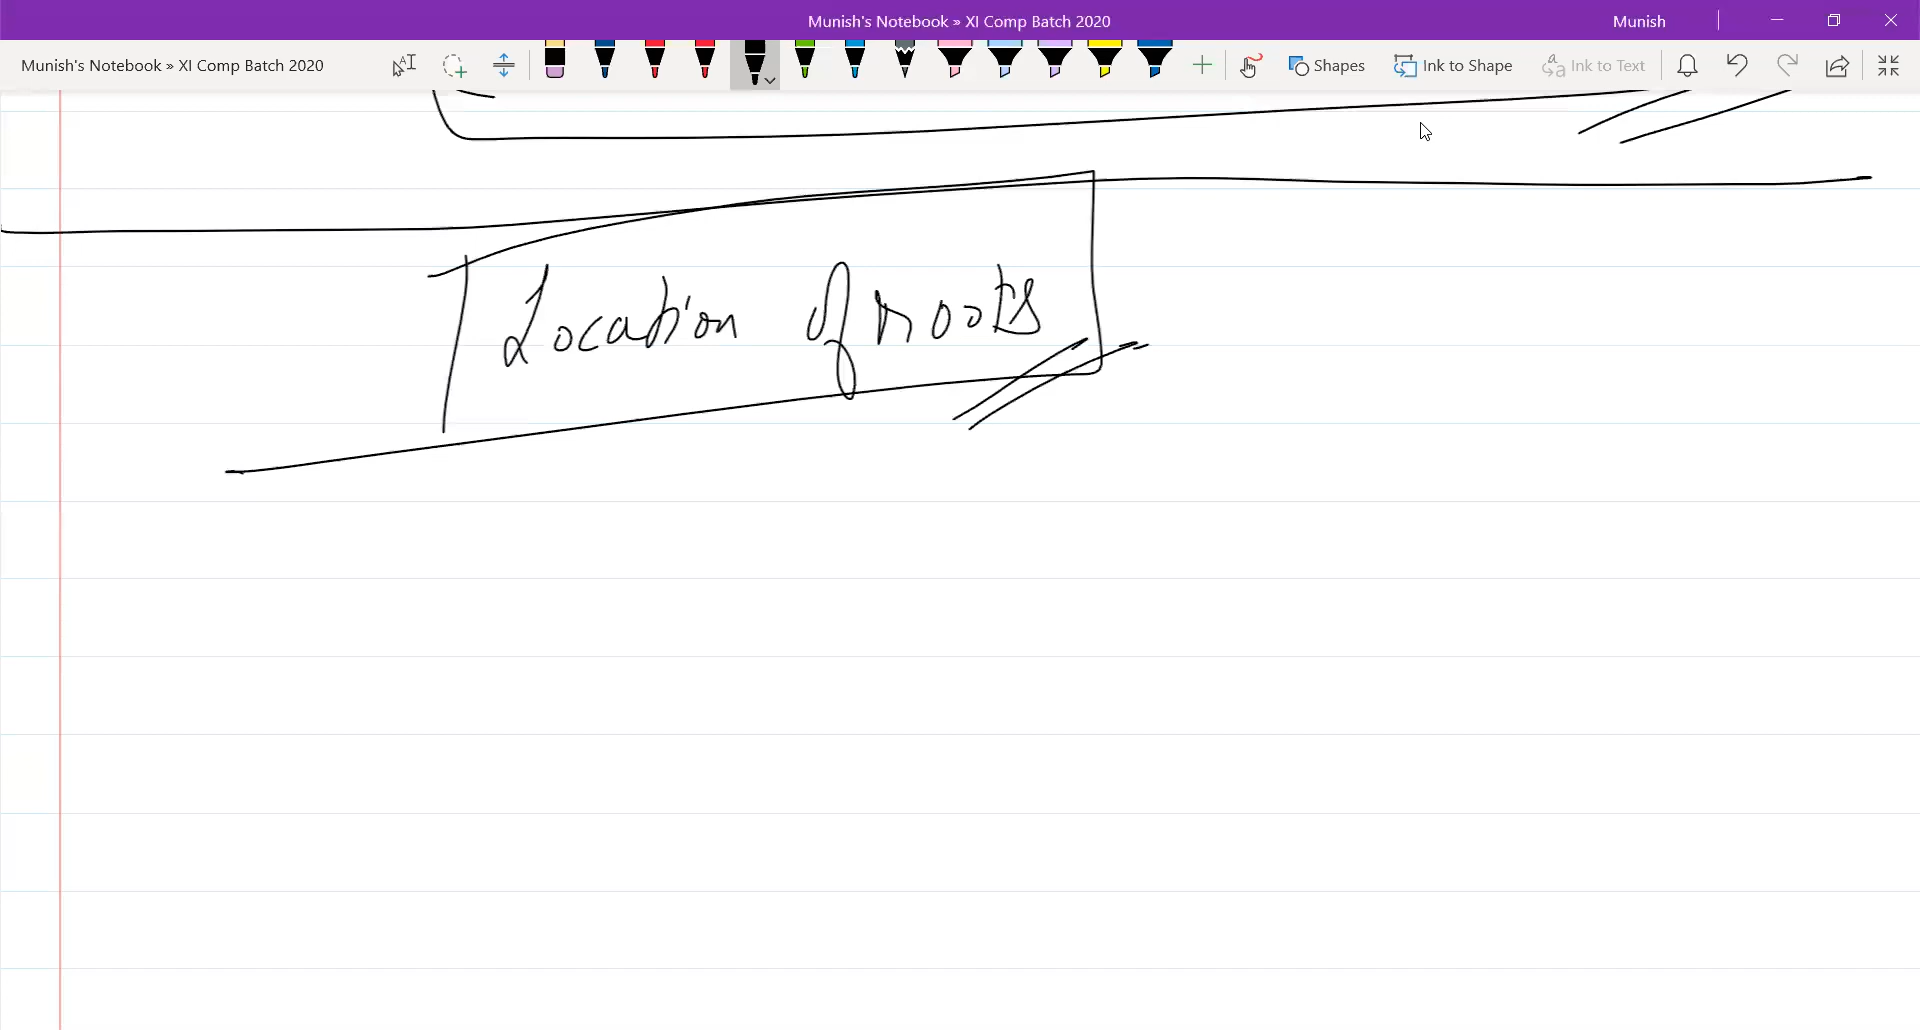 Munish's Notebook » XI Comp Batch 2020
Munish
Munish's Notebook » XI Comp Batch 2020
Shapes
Ink to Shape
Ink to Text
Location of roots